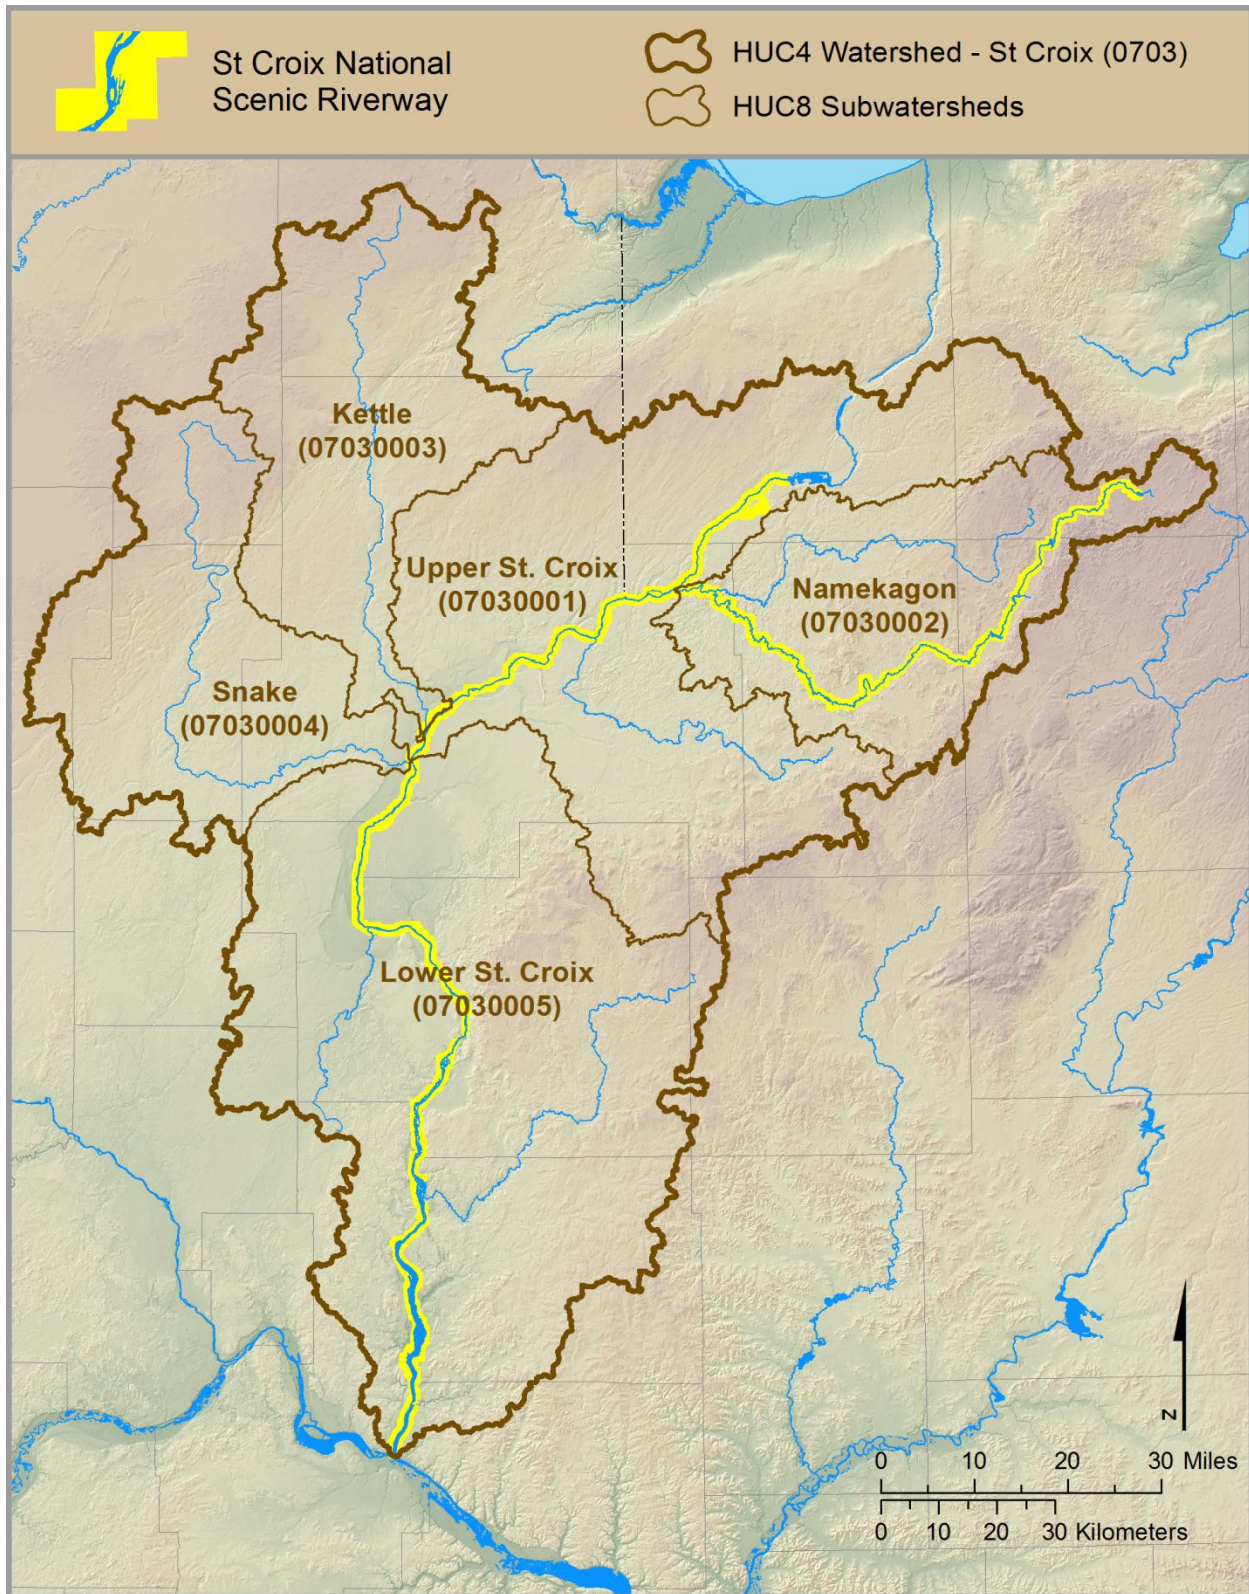 St Croix National
Scenic Riverway
HUC4 Watershed - St Croix (0703)
HUC8 Subwatersheds
Kettle
(07030003)
Upper St. Croix
(07030001)
Namekagon
(07030002)
Snake
(07030004)
Lower St. Croix
(07030005)
N
0 10 20 30 Miles
0 10 20 30 Kilometers